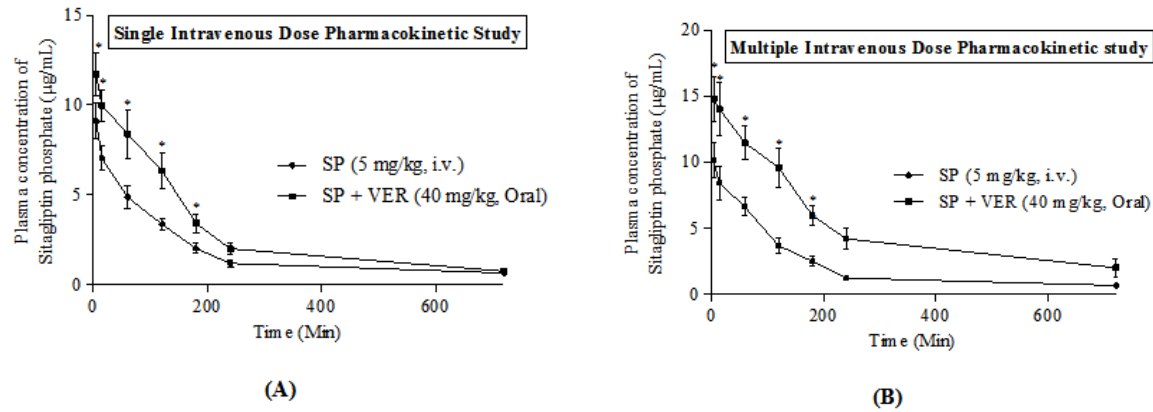 Single Intravenous Dose Pharmacokinetic Study
Plasma concentration of
Sitagliptin phosphate (µg/mL)
15
10
5
0
* * * * *
SP (5 mg/kg, i.v.)
SP + VER (40 mg/kg, Oral)
0 200 400 600
Time (Min)
(A)
Multiple Intravenous Dose Pharmacokinetic study
Plasma concentration of
Sitagliptin phosphate (µg/mL)
20
15
10
5
0
* * * * *
SP (5 mg/kg, i.v.)
SP + VER (40 mg/kg, Oral)
0 200 400 600
Time (Min)
(B)